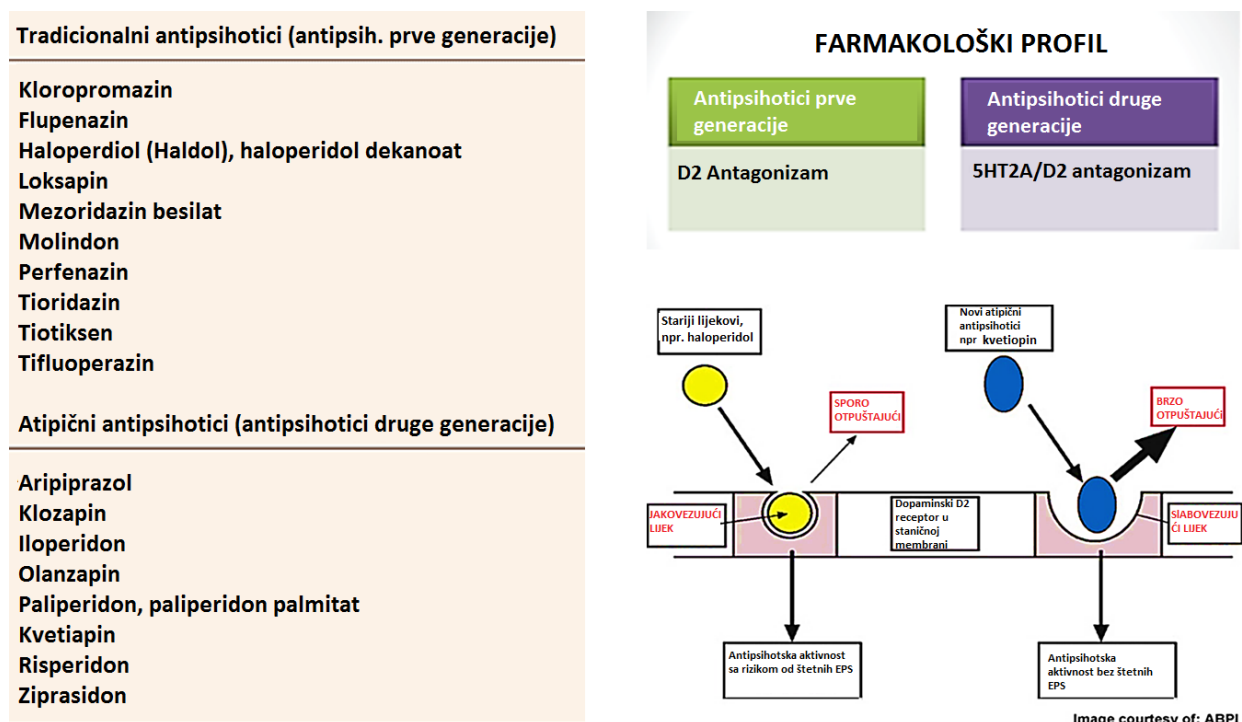 Tradicionalni antipsihotici (antipsih. prve generacije)
Kloropromazin
Flupenazin
Haloperdiol (Haldol), haloperidol dekanoat
Loksapin
Mezoridazin besilat
Molindon
Perfenazin
Tioridazin
Tiotiksen
Tifluoperazin
Atipični antipsihotici (antipsihotici druge generacije)
Aripiprazol
Klozapin
Iloperidon
Olanzapin
Paliperidon, paliperidon palmitat
Kvetiapin
Risperidon
Ziprasidon
FARMAKOLOŠKI PROFIL
Antipsihotici prve
generacije
D2 Antagonizam
Antipsihotici druge
generacije
5HT2A/D2 antagonizam
Stariji lijekovi,
npr. haloperidol
SPORO
OTPUŠTAJUĆI
Novi atipični
antipsihotici
npr kvetiopin
BRZO
OTPUŠTAJUĆI
JAKOVEZUJUĆI
LIJEK
Dopaminski D2
receptor u
staničnoj
membrani
SlABOVEZUJU
ĆI LIJEK
Antipsihotska aktivnost
sa rizikom od štetnih EPS
Antipsihotska
aktivnost bez štetnih
EPS
Image courtesy of: ABPI